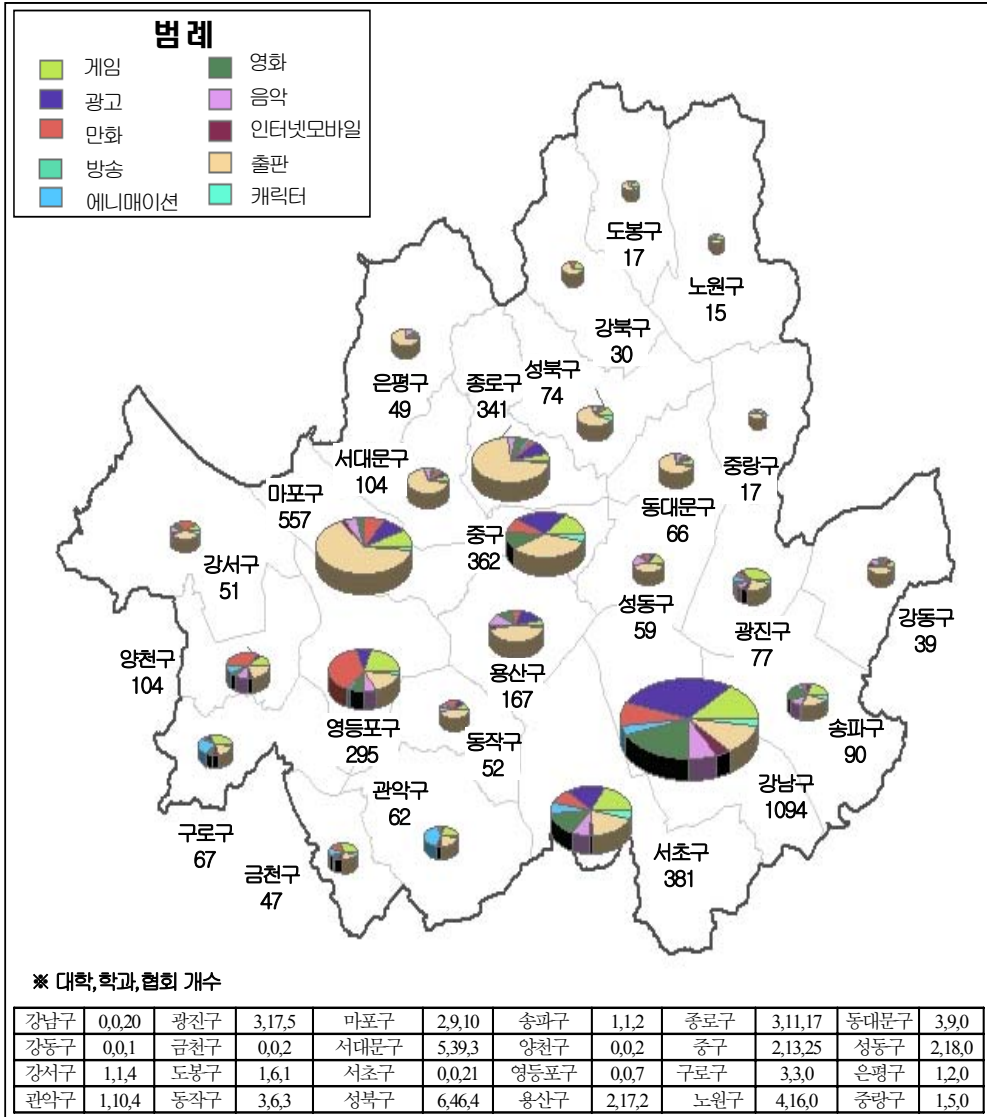 범 례
게임
영화
광고
음악
만화
인터넷모바일
방송
출판
에니매이션
캐릭터
도봉구
17
노원구
15
강북구
30
성북구
74
은평구
49
종로구
341
서대문구
104
중랑구
17
마포구
557
동대문구
66
중구
362
강서구
51
성동구
59
광진구
77
강동구
39
양천구
104
용산구
167
영등포구
295
동작구
52
송파구
90
강남구
1094
관악구
62
구로구
67
서초구
381
금천구
47
※ 대학,학과,협회 개수
강남구 0,0,20 광진구 3,17,5 마포구 2,9,10 송파구 1,1,2 종로구 3,11,17 동대문구 3,9,0
강동구 0,0,1 금천구 0,0,2 서대문구 5,39,3 양천구 0,0,2 중구 2,13,25 성동구 2,18,0
강서구 1,1,4 도봉구 1,6,1 서초구 0,0,21 영등포구 0,0,7 구로구 3,3,0 은평구 1,2,0
관악구 1,10,4 동작구 3,6,3 성북구 6,46,4 용산구 2,17,2 노원구 4,16,0 중랑구 1,5,0